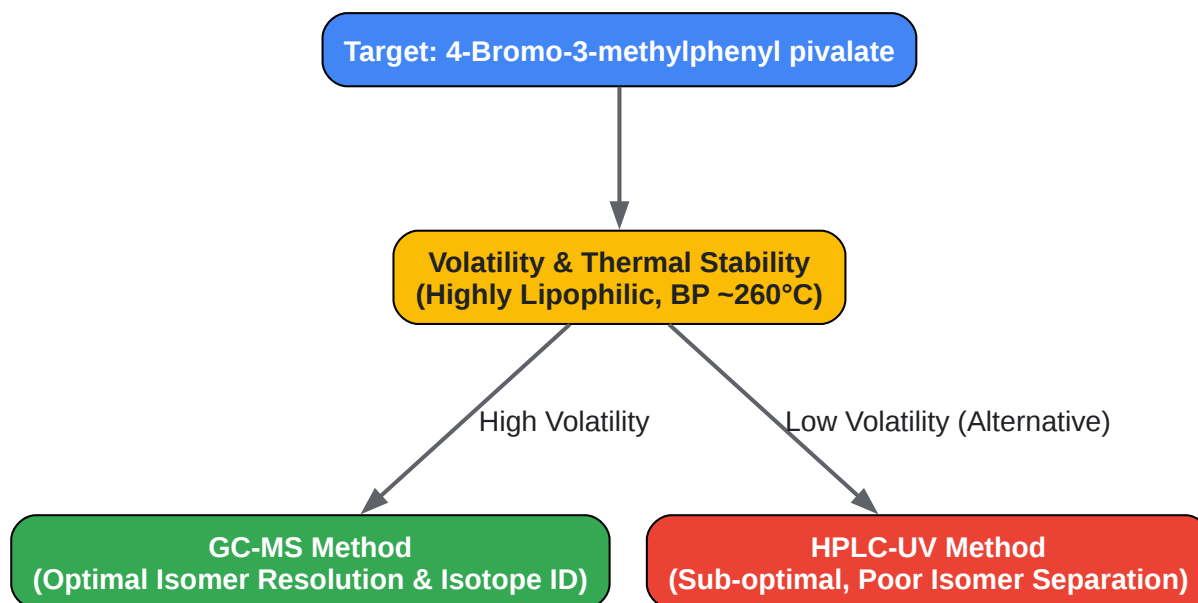 Target: 4-Bromo-3-methylphenyl pivalate
Volatility & Thermal Stability
(Highly Lipophilic, BP ~260°C)
High Volatility
Low Volatility (Alternative)
GC-MS Method
(Optimal Isomer Resolution & Isotope ID)
HPLC-UV Method
(Sub-optimal, Poor Isomer Separation)